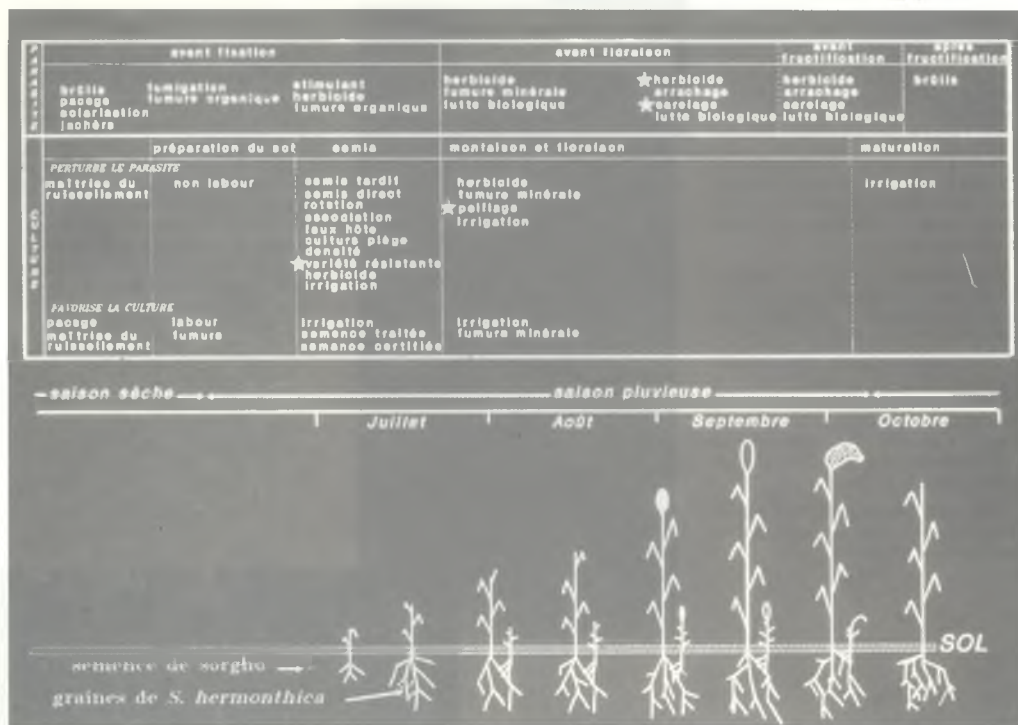 PARASITE
avant fixation
avant floraison
avant fructification
après fructification
brûlis
pacage
solarisation
jachère
fumigation
fumure organique
stimulant
herbicide
fumure organique
herbicide
fumure minérale
lutte biologique
★herbicide
arrachage
★sarclage
lutte biologique
herbicide
arrachage
sarclage
lutte biologique
brûlis
CULTURE
préparation du sol
semis
montaison et floraison
maturation
PERTURBE LE PARASITE
maîtrise du
ruissellement
non labour
semis tardif
semis direct
rotation
association
faux hôte
culture piège
densité
★variété résistante
herbicide
irrigation
herbicide
fumure minérale
★paillage
irrigation
irrigation
FAVORISE LA CULTURE
pacage
maîtrise du
ruissellement
labour
fumure
irrigation
semence traitée
semence certifiée
irrigation
fumure minérale
saison sèche
saison pluvieuse
Juillet
Août
Septembre
Octobre
SOL
semence de sorgho
graines de S. hermonthica